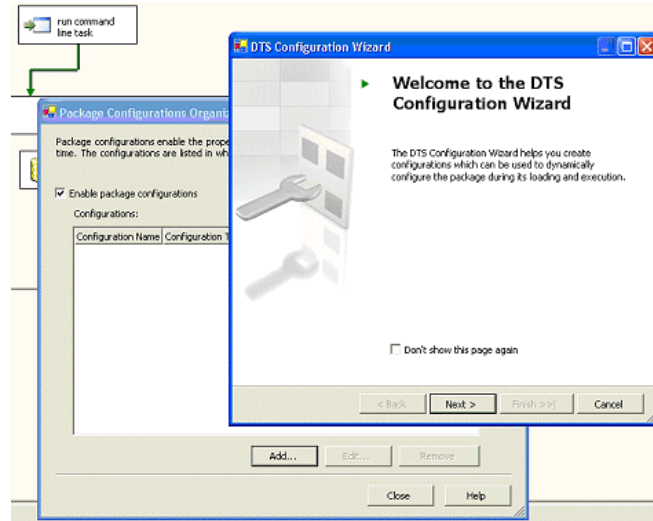 run command
line task
DTS Configuration Wizard
Welcome to the DTS
Configuration Wizard
The DTS Configuration Wizard helps you create
configurations which can be used to dynamically
configure the package during its loading and execution.
Don't show this page again
< Back
Next >
Finish >>|
Cancel
Package Configurations Organi
Package configurations enable the prope
time. The configurations are listed in wh
Enable package configurations
Configurations:
Configuration Name
Configuration T
Add...
Edit...
Remove
Close
Help